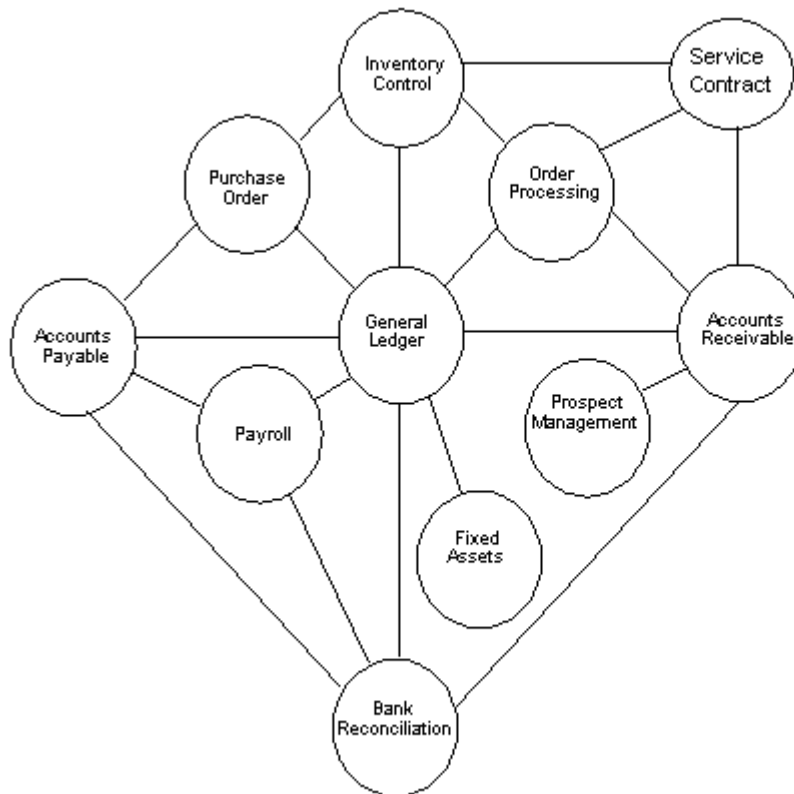 Inventory
Control
Service
Contract
Purchase
Order
Order
Processing
Accounts
Payable
General
Ledger
Accounts
Receivable
Payroll
Prospect
Management
Fixed
Assets
Bank
Reconciliation